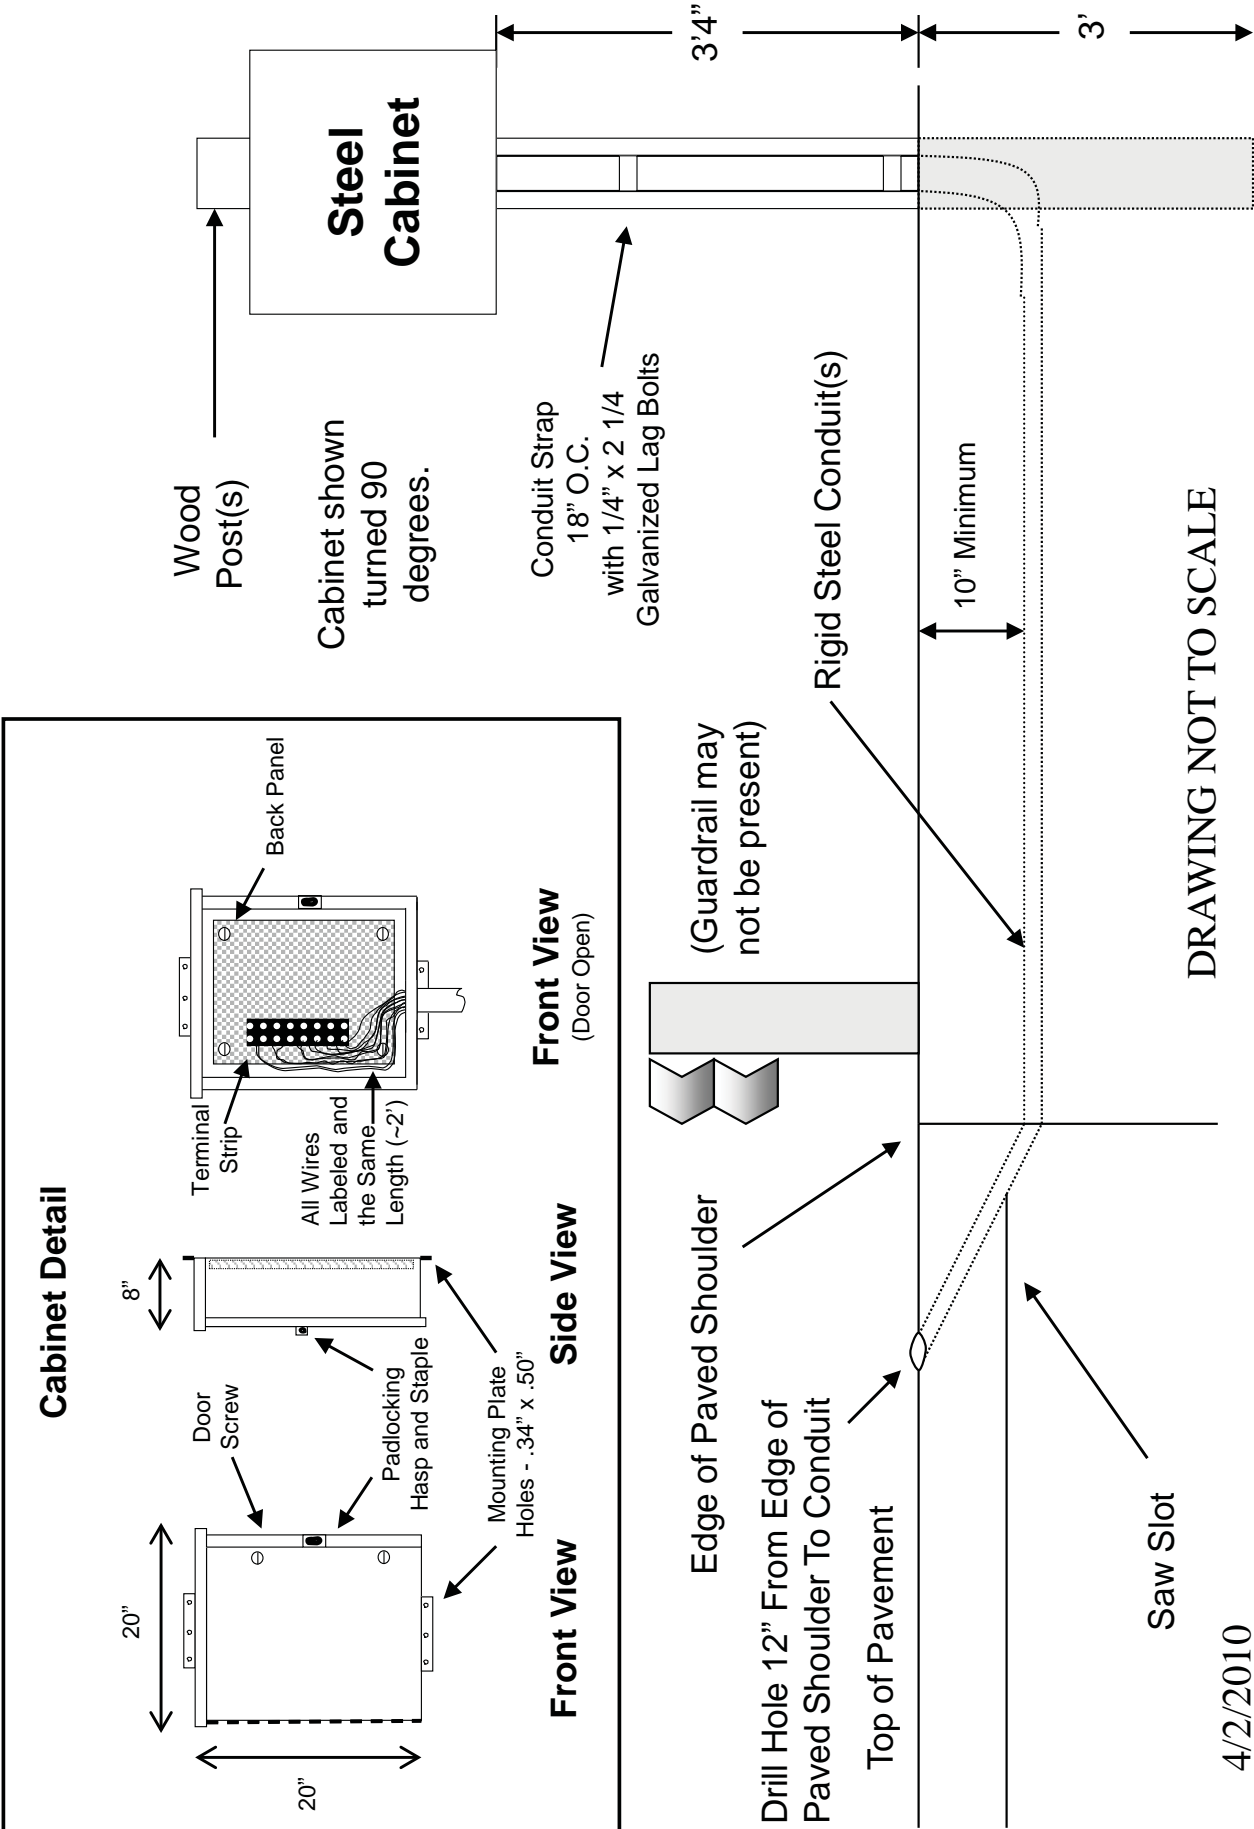 Cabinet Detail
20”
20”
Door
Screw
Padlocking
Hasp and Staple
Mounting Plate
Holes - .34” x .50”
Front View
8”
Side View
Terminal
Strip
All Wires
Labeled and
the Same
Length (~2’)
Back Panel
Front View
(Door Open)
Wood
Post(s)
Steel
Cabinet
Cabinet shown
turned 90
degrees.
Conduit Strap
18” O.C.
with 1/4” x 2 1/4
Galvanized Lag Bolts
3’4”
3’
(Guardrail may
not be present)
Rigid Steel Conduit(s)
10” Minimum
Edge of Paved Shoulder
Drill Hole 12” From Edge of
Paved Shoulder To Conduit
Top of Pavement
Saw Slot
DRAWING NOT TO SCALE
4/2/2010